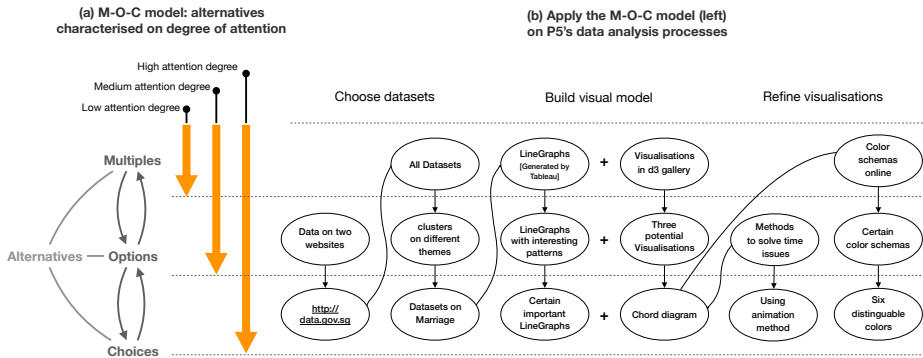 (a) M-O-C model: alternatives
characterised on degree of attention
High attention degree
Medium attention degree
Low attention degree
Multiples
Alternatives
Options
Choices
(b) Apply the M-O-C model (left)
on P5's data analysis processes
Choose datasets
Build visual model
Refine visualisations
All Datasets
LineGraphs
[Generated by
Tableau]
+
Visualisations
in d3 gallery
Color
schemas
online
Data on two
websites
clusters
on different
themes
LineGraphs
with interesting
patterns
+
Three
potential
Visualisations
Methods
to solve time
issues
Certain
color schemas
http://
data.gov.sg
Datasets on
Marriage
Certain
important
LineGraphs
+
Chord diagram
Using
animation
method
Six
distinguable
colors